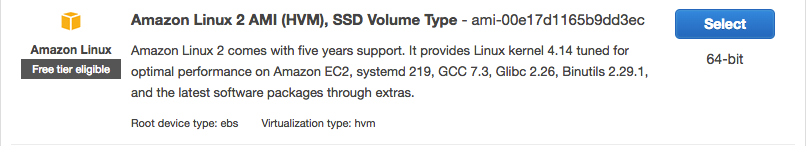 Amazon Linux 2 AMI (HVM), SSD Volume Type - ami-00e17d1165b9dd3ec
Select
Amazon Linux
Free tier eligible
Amazon Linux 2 comes with five years support. It provides Linux kernel 4.14 tuned for
optimal performance on Amazon EC2, systemd 219, GCC 7.3, Glibc 2.26, Binutils 2.29.1,
and the latest software packages through extras.
64-bit
Root device type: ebs Virtualization type: hvm